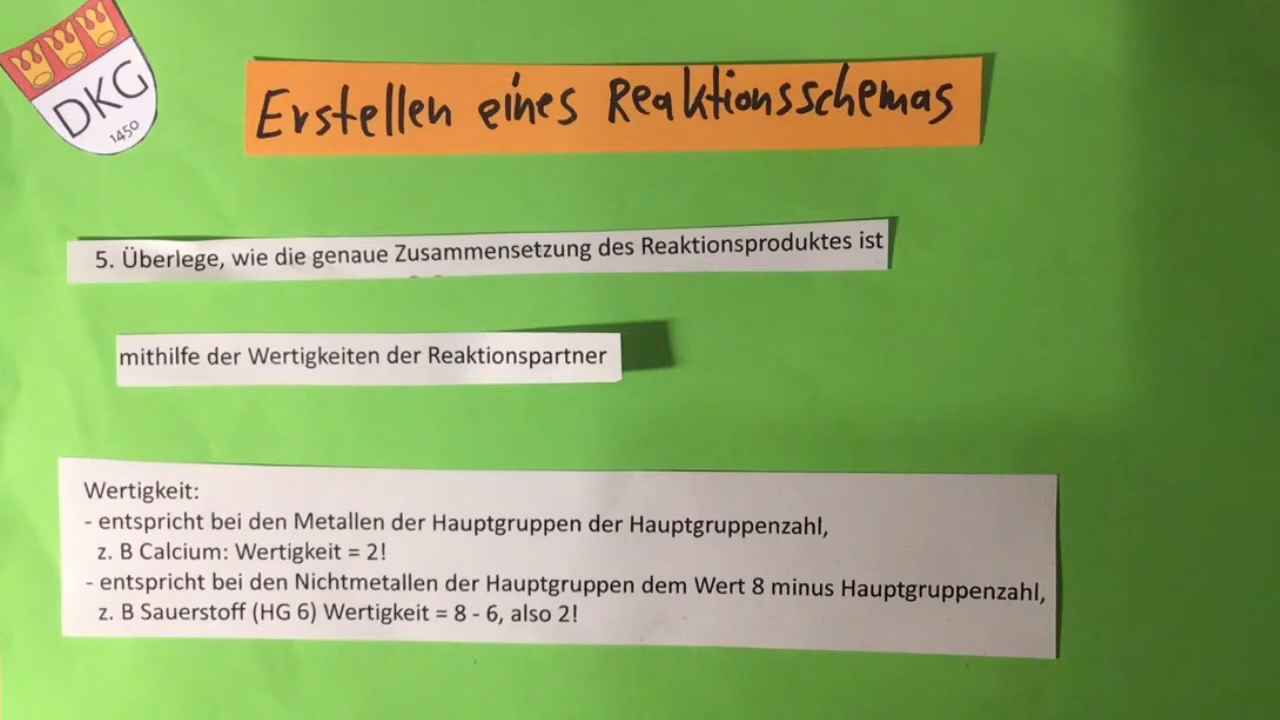 DKG
1450
Erstellen eines Reaktionsschemas
5. Überlege, wie die genaue Zusammensetzung des Reaktionsproduktes ist
mithilfe der Wertigkeiten der Reaktionspartner
Wertigkeit:
- entspricht bei den Metallen der Hauptgruppen der Hauptgruppenzahl,
z. B Calcium: Wertigkeit = 2!
- entspricht bei den Nichtmetallen der Hauptgruppen dem Wert 8 minus Hauptgruppenzahl,
z. B Sauerstoff (HG 6) Wertigkeit = 8 - 6, also 2!